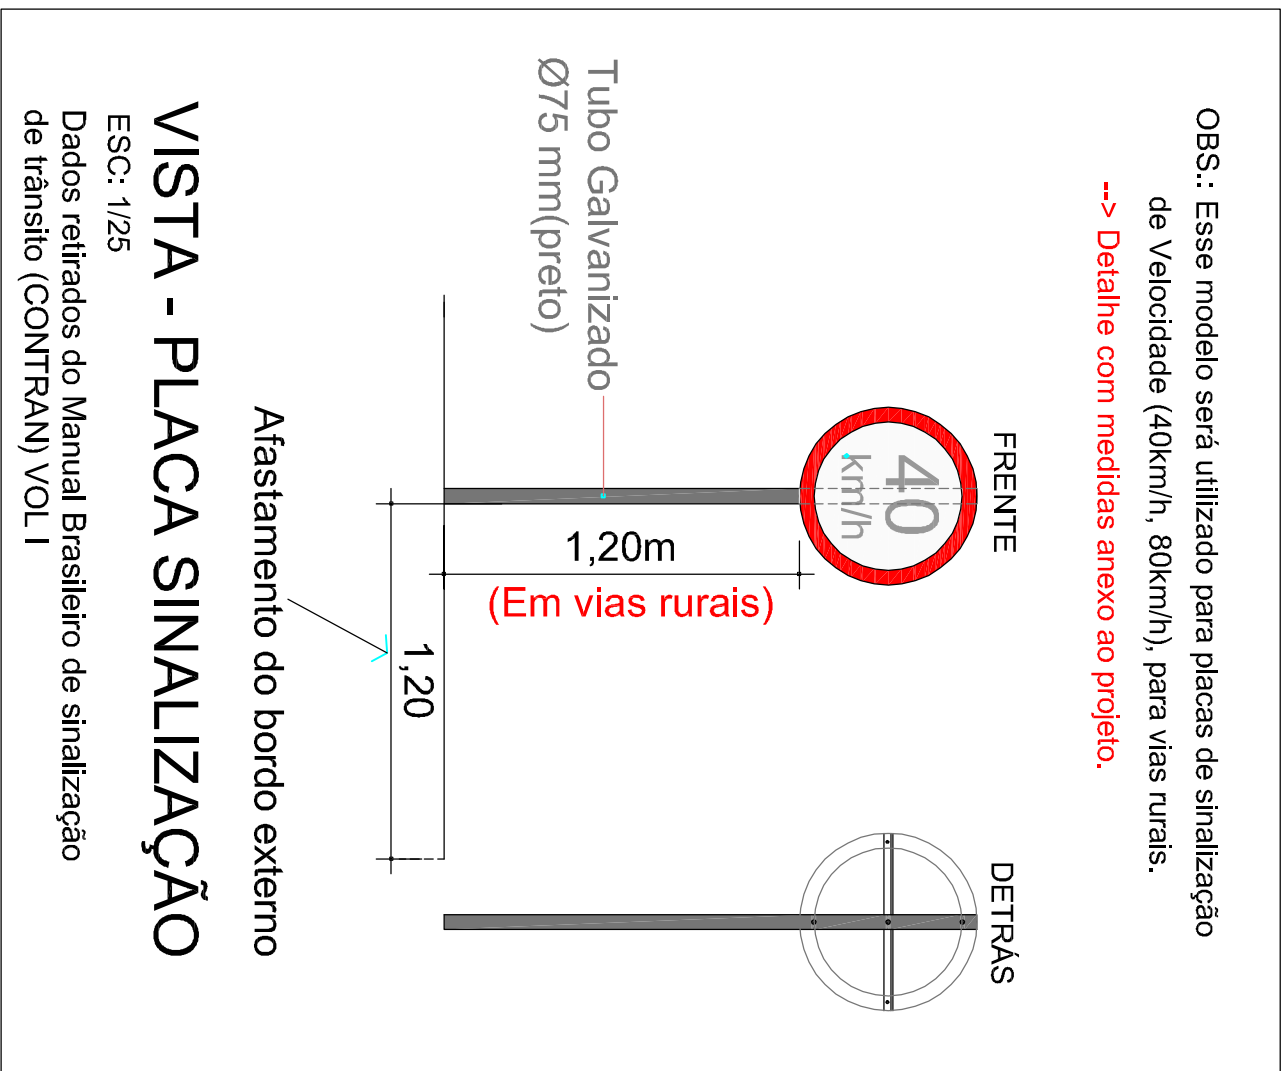 OBS.: Esse modelo será utilizado para placas de sinalização
de Velocidade (40km/h, 80km/h), para vias rurais.
--> Detalhe com medidas anexo ao projeto.
FRENTE
DETRÁS
40
km/h
Tubo Galvanizado
Ø75 mm(preto)
1,20m
(Em vias rurais)
1,20
Afastamento do bordo externo
VISTA - PLACA SINALIZAÇÃO
ESC: 1/25
Dados retirados do Manual Brasileiro de sinalização
de trânsito (CONTRAN) VOL I